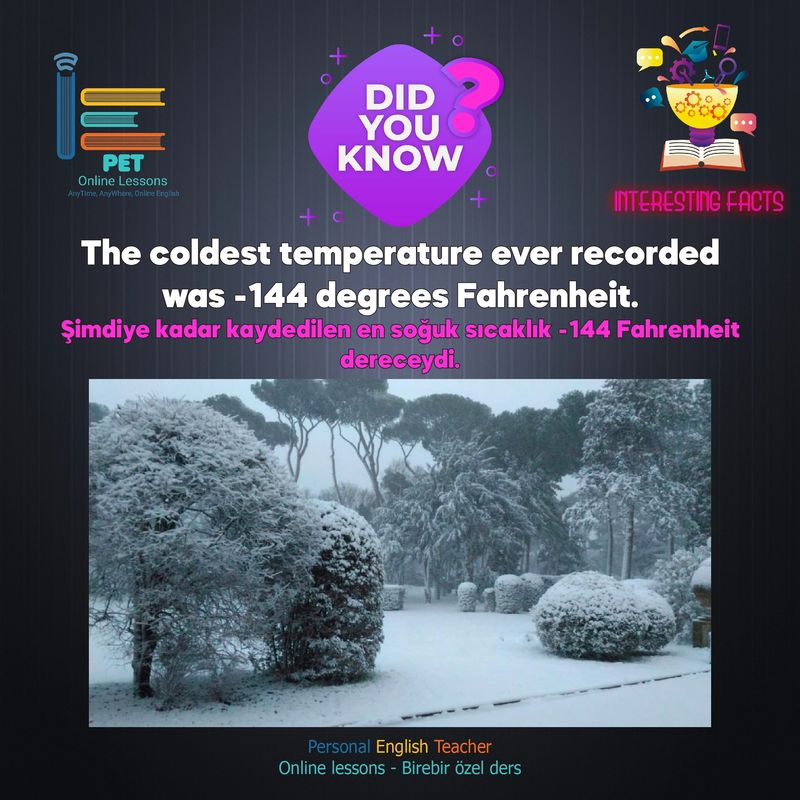 PET
Online Lessons
AnyTime, AnyWhere, Online English
DID
YOU
KNOW?
INTERESTING FACTS
The coldest temperature ever recorded
was -144 degrees Fahrenheit.
Şimdiye kadar kaydedilen en soğuk sıcaklık -144 Fahrenheit
dereceydi.
Personal English Teacher
Online lessons - Birebir özel ders